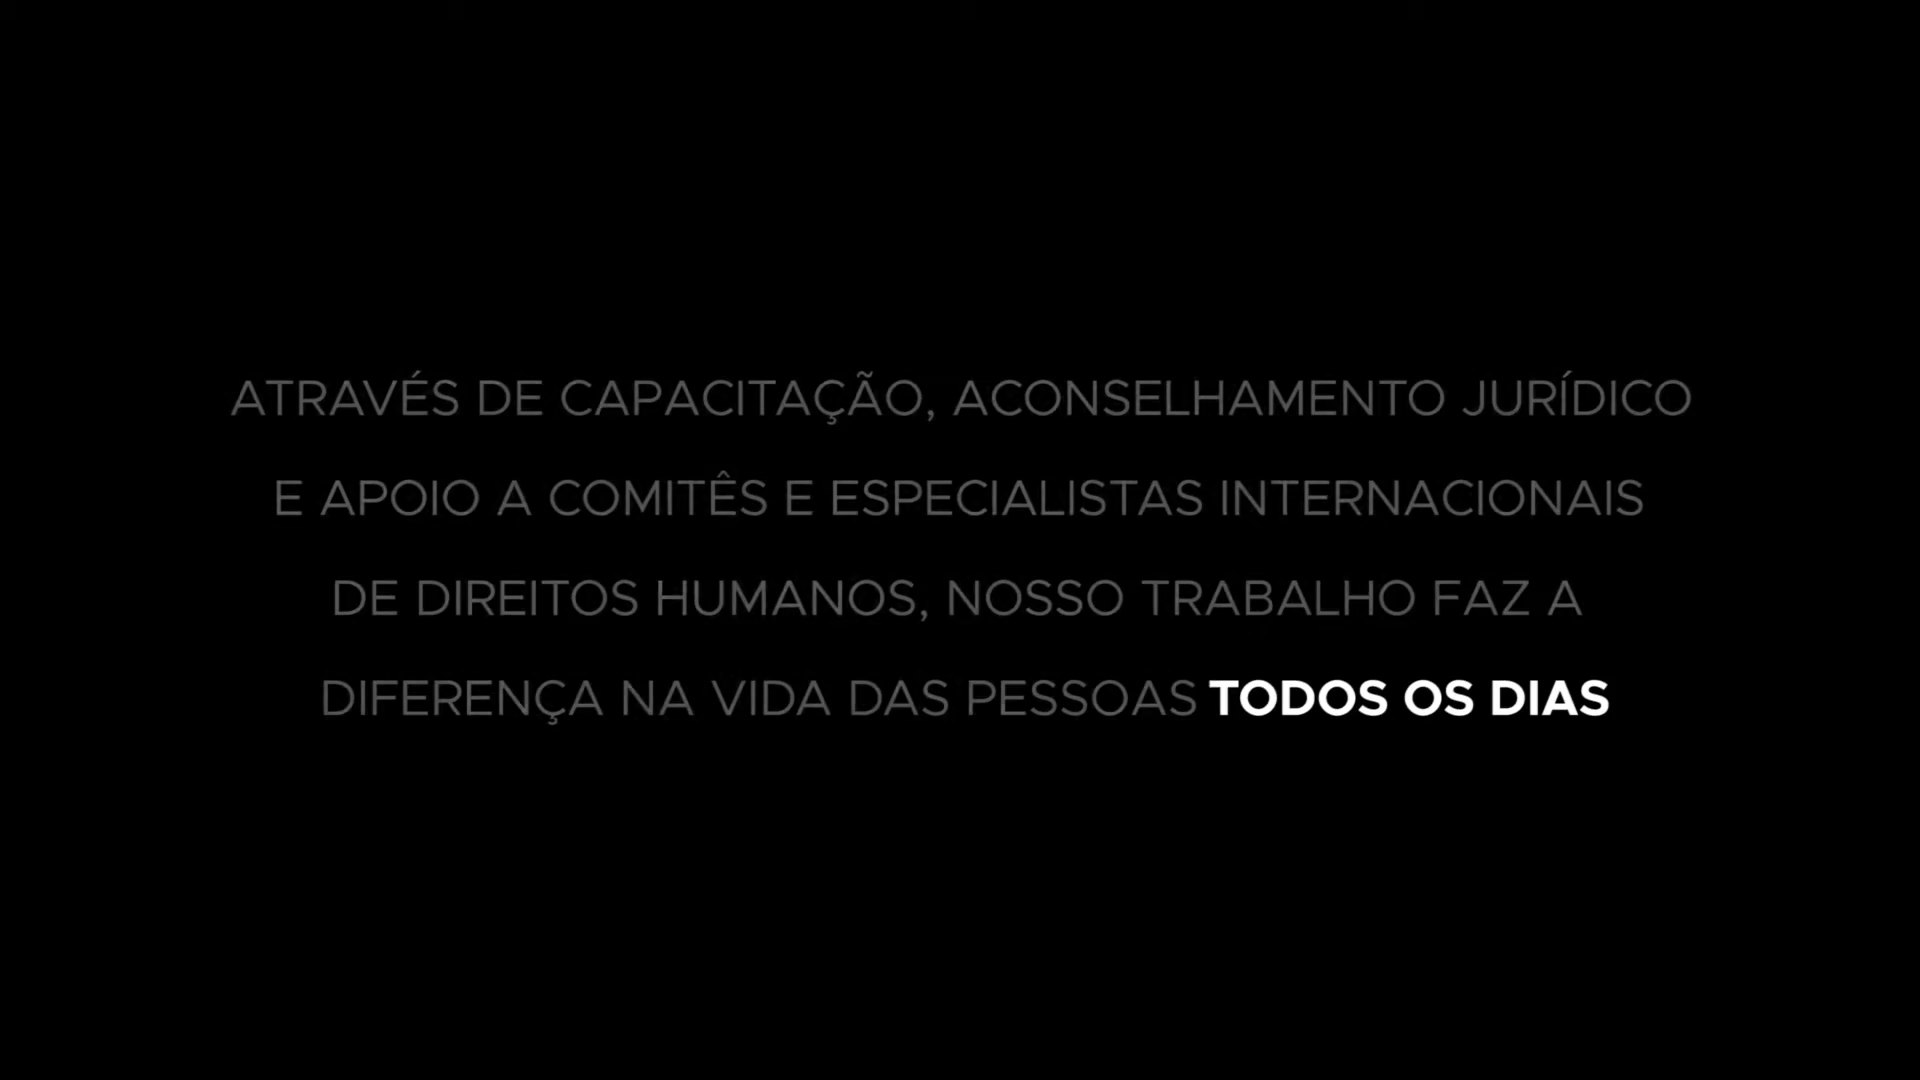 ATRAVÉS DE CAPACITAÇÃO, ACONSELHAMENTO JURÍDICO
E APOIO A COMITÊS E ESPECIALISTAS INTERNACIONAIS
DE DIREITOS HUMANOS, NOSSO TRABALHO FAZ A
DIFERENÇA NA VIDA DAS PESSOAS TODOS OS DIAS